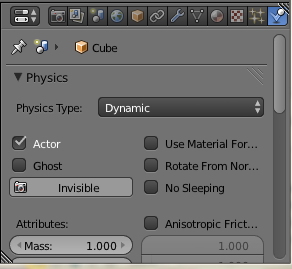 Cube
Physics
Physics Type: Dynamic
Actor Use Material For...
Ghost Rotate From Nor...
Invisible No Sleeping
Attributes: Anisotropic Frict...
Mass: 1.000 1.000